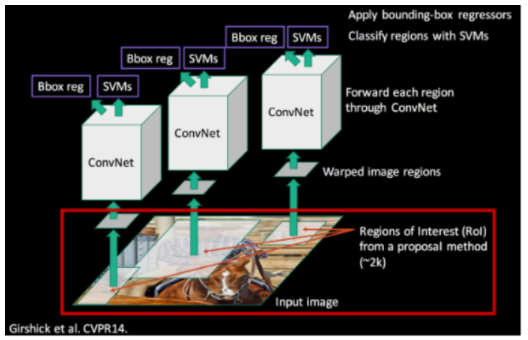 Apply bounding-box regressors
Bbox reg SVMs
Classify regions with SVMs
Bbox reg SVMs
Bbox reg SVMs
ConvNet
Forward each region
through ConvNet
ConvNet
ConvNet
Warped image regions
Regions of Interest (RoI)
from a proposal method
(~2k)
Input image
Girshick et al. CVPR14.